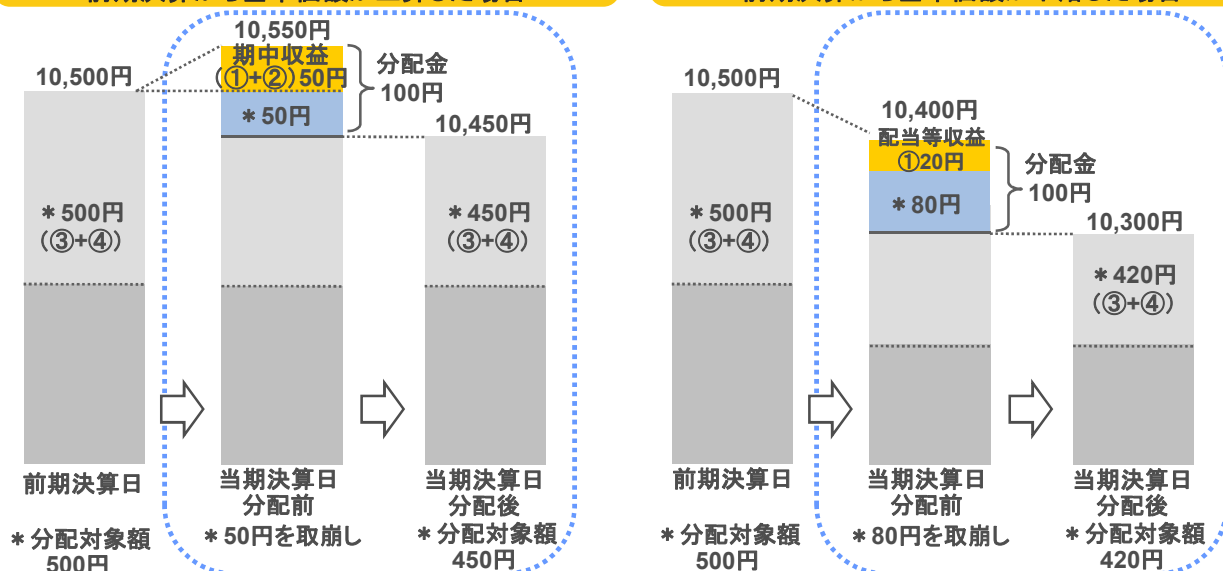 10,550円
期中収益
(①+②)50円
分配金
100円
10,500円
＊50円
10,450円
＊500円
(③+④)
＊450円
(③+④)
前期決算日
当期決算日
分配前
当期決算日
分配後
＊分配対象額
500円
＊50円を取崩し
＊分配対象額
450円
10,500円
10,400円
配当等収益
①20円
分配金
100円
＊80円
10,300円
＊500円
(③+④)
＊420円
(③+④)
前期決算日
当期決算日
分配前
当期決算日
分配後
＊分配対象額
500円
＊80円を取崩し
＊分配対象額
420円